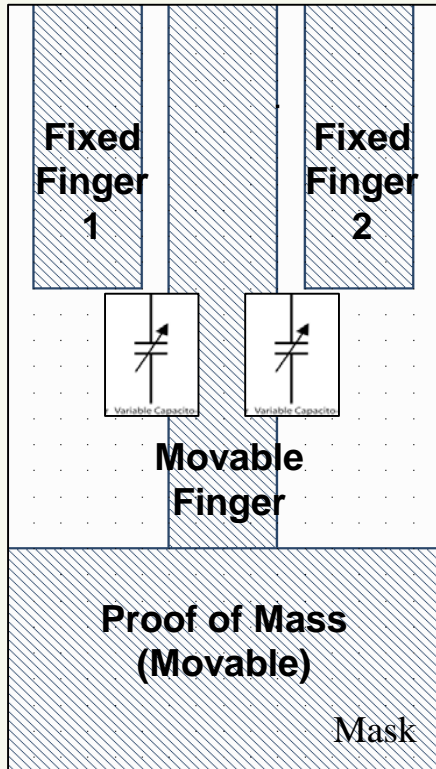 Fixed
Finger
1
Fixed
Finger
2
Variable Capacito
Variable Capacito
Movable
Finger
Proof of Mass
(Movable)
Mask